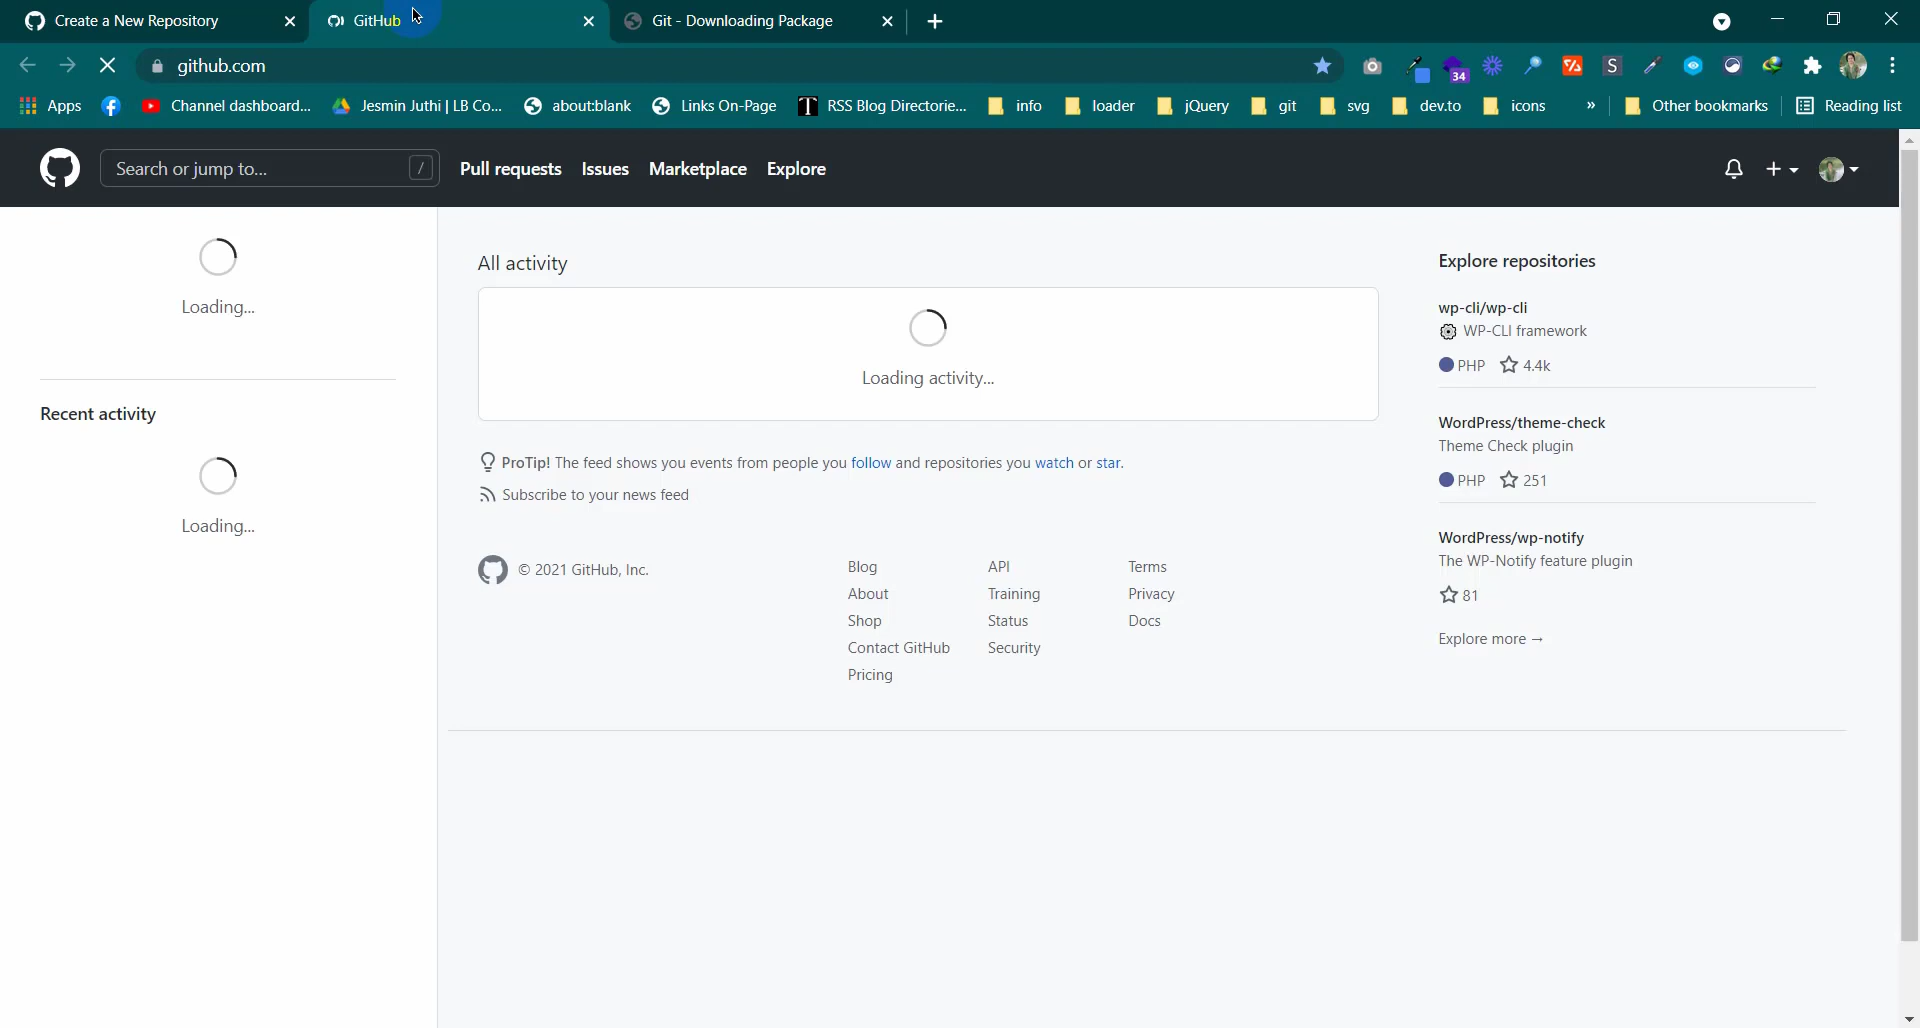 Create a New Repository
GitHub
Git - Downloading Package
github.com
34
S
Apps
Channel dashboard...
Jesmin Juthi | LB Co...
about:blank
Links On-Page
T
RSS Blog Directorie...
info
loader
jQuery
git
svg
dev.to
icons
»
Other bookmarks
Reading list
Search or jump to...
/
Pull requests
Issues
Marketplace
Explore
Loading...
Recent activity
Loading...
All activity
Loading activity...
ProTip! The feed shows you events from people you follow and repositories you watch or star.
Subscribe to your news feed
© 2021 GitHub, Inc.
Blog
About
Shop
Contact GitHub
Pricing
API
Training
Status
Security
Terms
Privacy
Docs
Explore repositories
wp-cli/wp-cli
WP-CLI framework
PHP 4.4k
WordPress/theme-check
Theme Check plugin
PHP 251
WordPress/wp-notify
The WP-Notify feature plugin
81
Explore more →